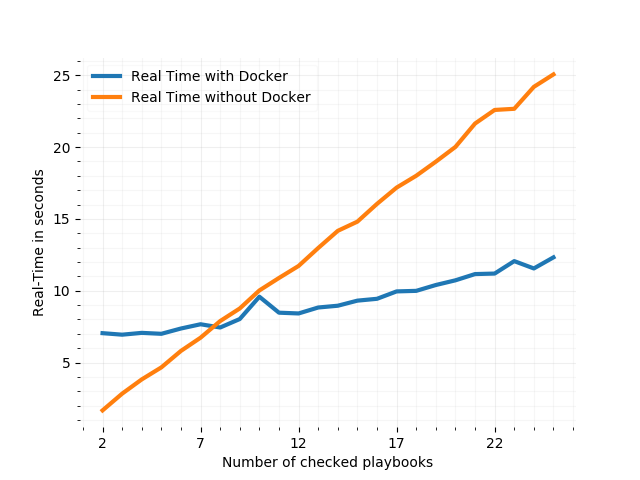 Real Time with Docker
Real Time without Docker
Real-Time in seconds
25
20
15
10
5
2 7 12 17 22
Number of checked playbooks